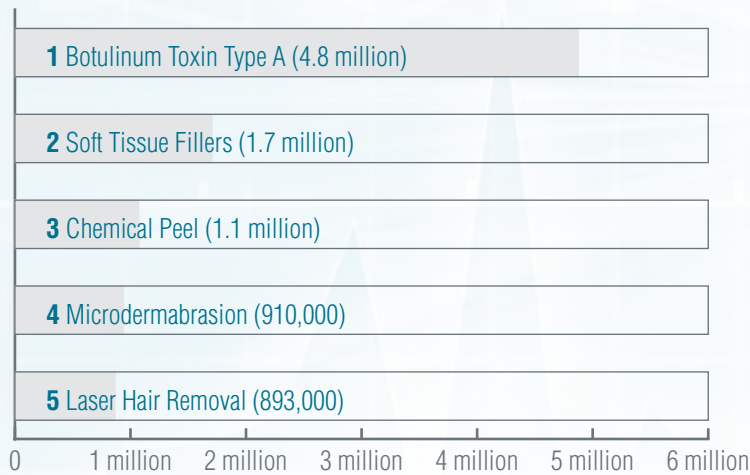 1 Botulinum Toxin Type A (4.8 million)
2 Soft Tissue Fillers (1.7 million)
3 Chemical Peel (1.1 million)
4 Microdermabrasion (910,000)
5 Laser Hair Removal (893,000)
0 1 million 2 million 3 million 4 million 5 million 6 million